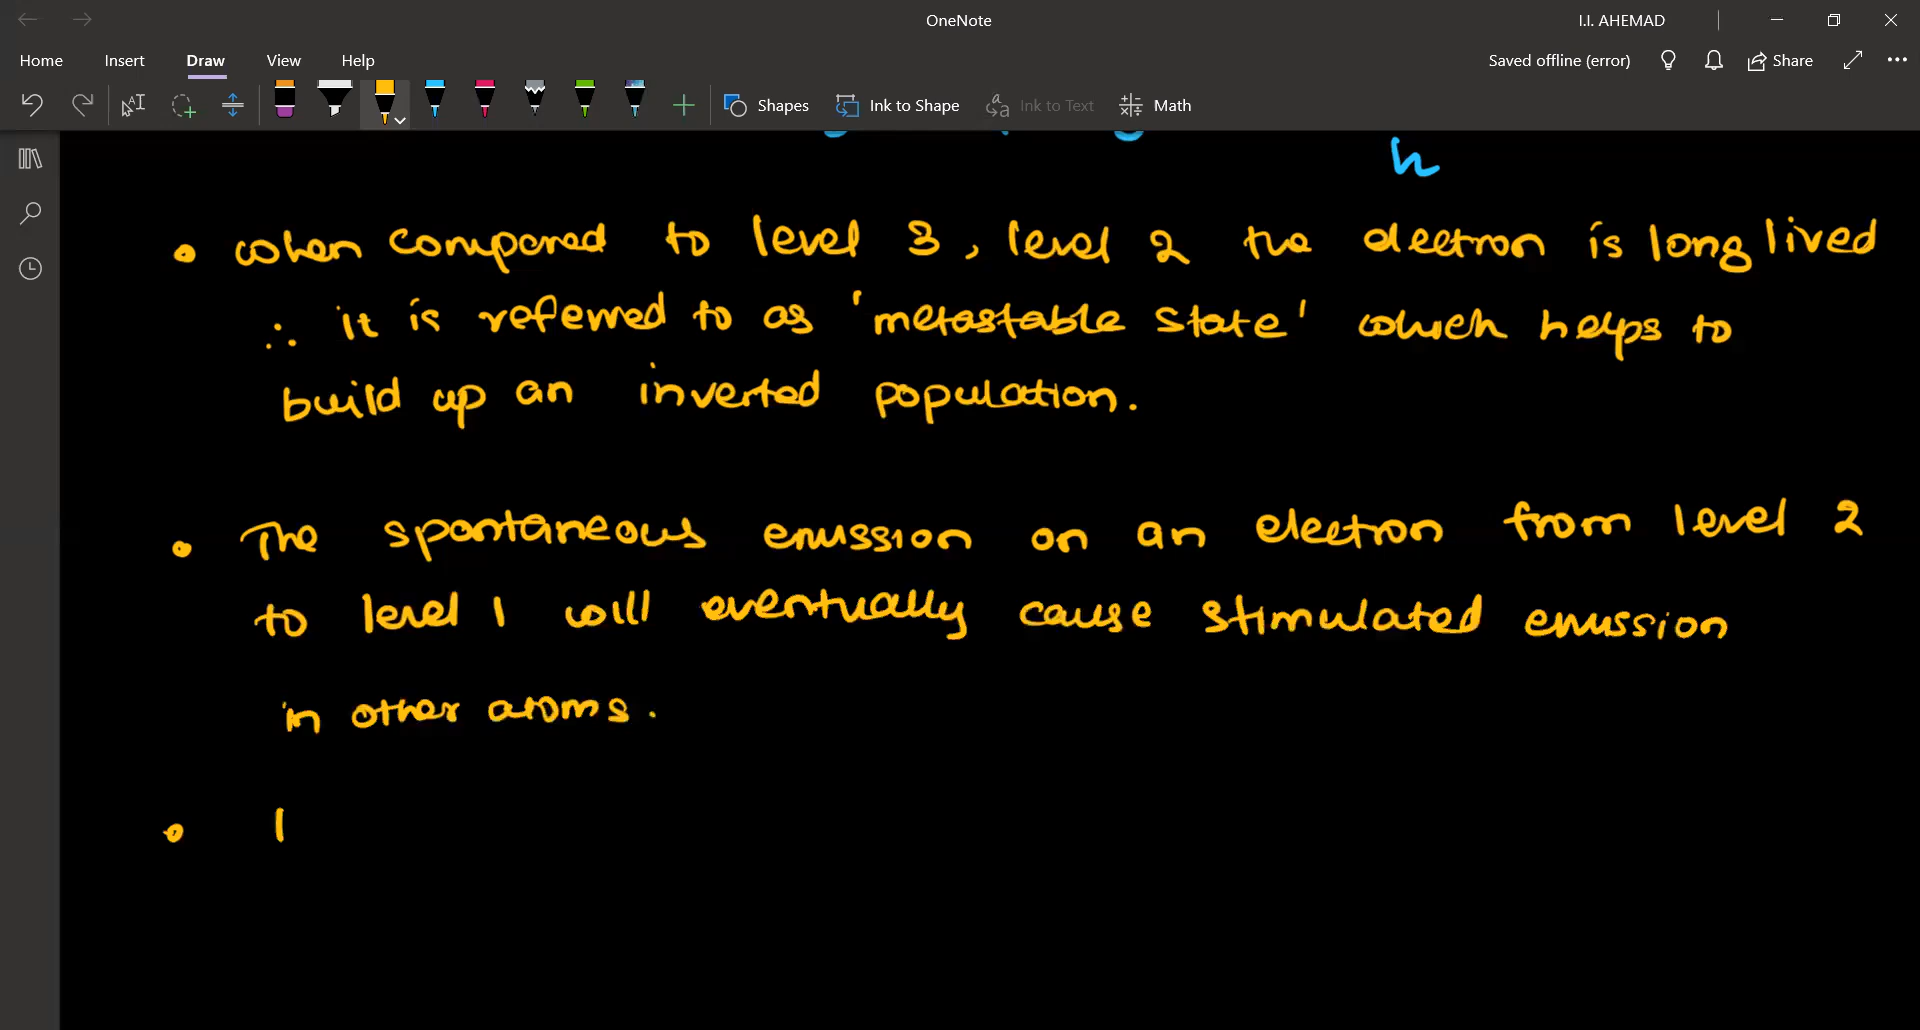 OneNote
I.I. AHEMAD
Home Insert Draw View Help
Saved offline (error)
Share
Shapes Ink to Shape Ink to Text Math
h
• when compared to level 3, level 2 the electron is long lived
∴ it is referred to as 'metastable state' which helps to
build up an inverted population.
• The spontaneous emission on an electron from level 2
to level 1 will eventually cause stimulated emission
in other atoms.
• I